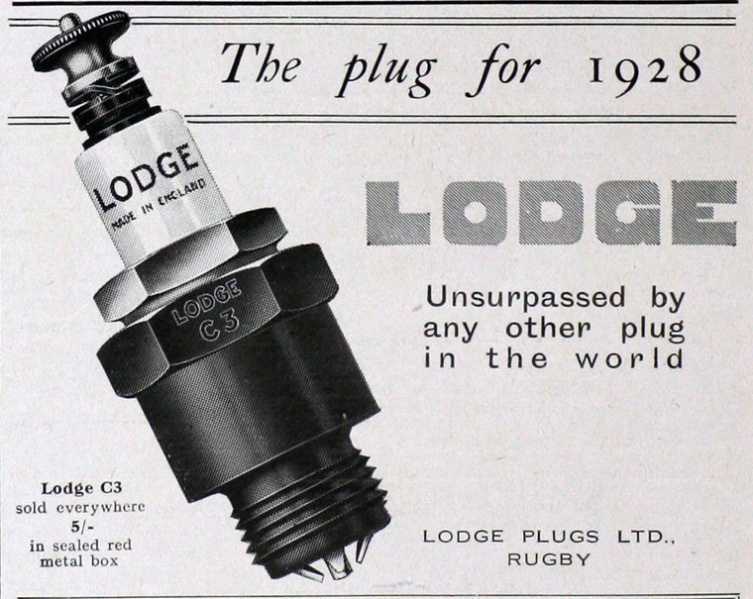 The plug for 1928
LODGE
MADE IN ENGLAND
LODGE
C3
LODGE
Unsurpassed by
any other plug
in the world
Lodge C3
sold everywhere
5/-
in sealed red
metal box
LODGE PLUGS LTD.,
RUGBY